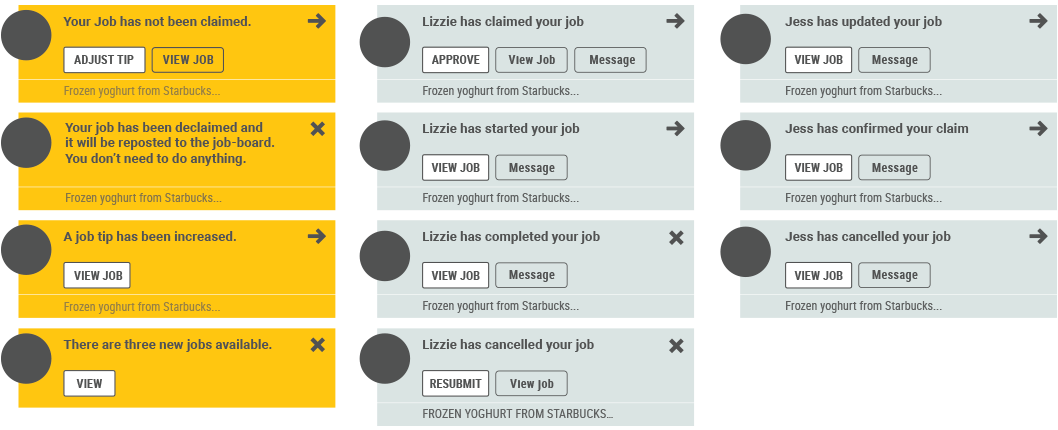 Your Job has not been claimed.
ADJUST TIP
VIEW JOB
Frozen yoghurt from Starbucks...
Your job has been declaimed and
it will be reposted to the job-board.
You don't need to do anything.
Frozen yoghurt from Starbucks...
A job tip has been increased.
VIEW JOB
Frozen yoghurt from Starbucks...
There are three new jobs available.
VIEW
Lizzie has claimed your job
APPROVE
View Job
Message
Frozen yoghurt from Starbucks...
Lizzie has started your job
VIEW JOB
Message
Frozen yoghurt from Starbucks...
Lizzie has completed your job
VIEW JOB
Message
Frozen yoghurt from Starbucks...
Lizzie has cancelled your job
RESUBMIT
View job
FROZEN YOGHURT FROM STARBUCKS...
Jess has updated your job
VIEW JOB
Message
Frozen yoghurt from Starbucks...
Jess has confirmed your claim
VIEW JOB
Message
Frozen yoghurt from Starbucks...
Jess has cancelled your job
VIEW JOB
Message
Frozen yoghurt from Starbucks...